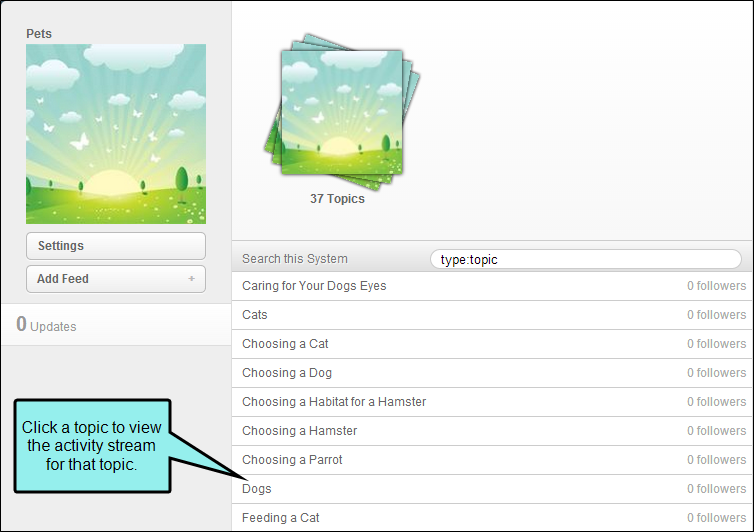 Pets
37 Topics
Settings
Add Feed +
0 Updates
Search this System type:topic
Caring for Your Dogs Eyes 0 followers
Cats 0 followers
Choosing a Cat 0 followers
Choosing a Dog 0 followers
Choosing a Habitat for a Hamster 0 followers
Choosing a Hamster 0 followers
Choosing a Parrot 0 followers
Dogs 0 followers
Feeding a Cat 0 followers
Click a topic to view
the activity stream
for that topic.